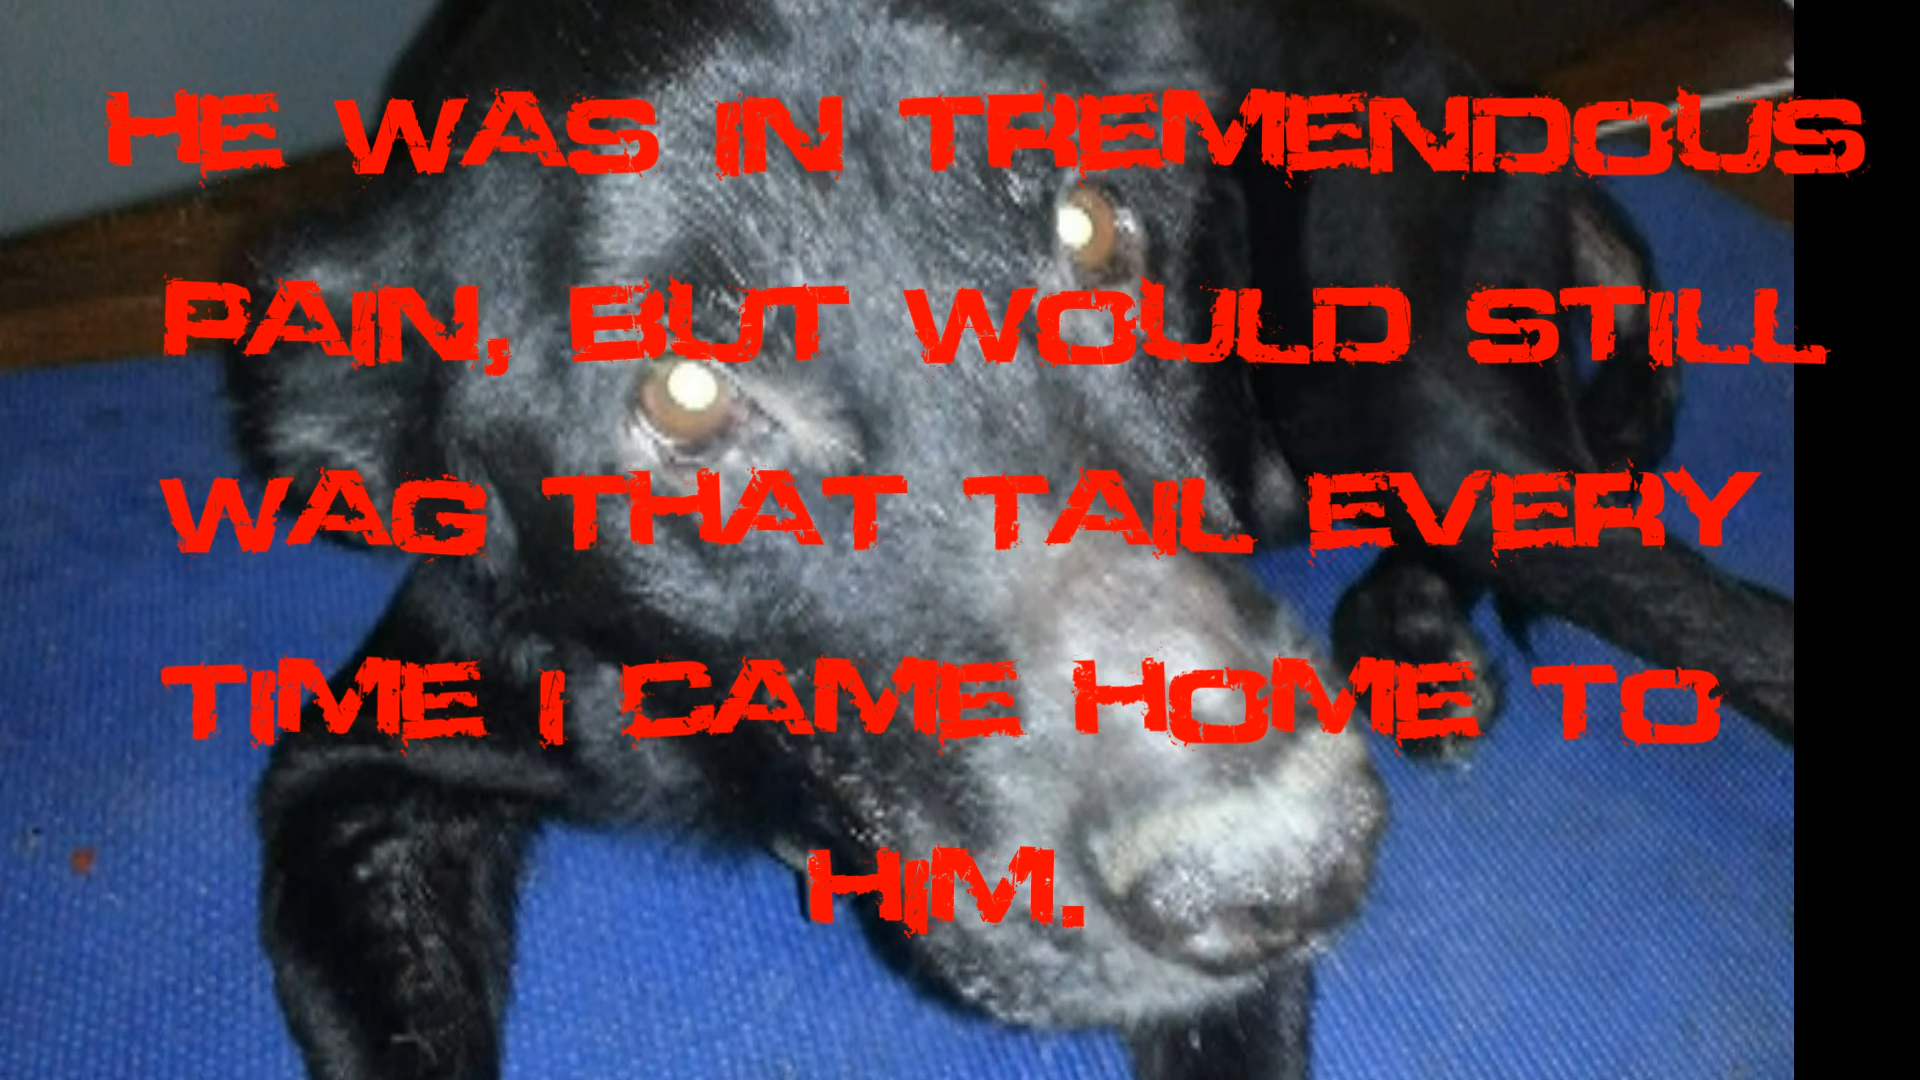 HE WAS IN TREMENDOUS
PAIN, BUT WOULD STILL
WAG THAT TAIL EVERY
TIME I CAME HOME TO
HIM.